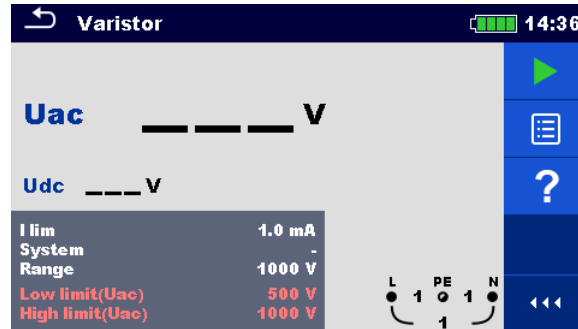 Varistor 14:36
Uac _ _ _ V
Udc _ _ _ V
I lim 1.0 mA
System -
Range 1000 V
Low limit(Uac) 500 V
High limit(Uac) 1000 V
?
L PE N
1 1
1